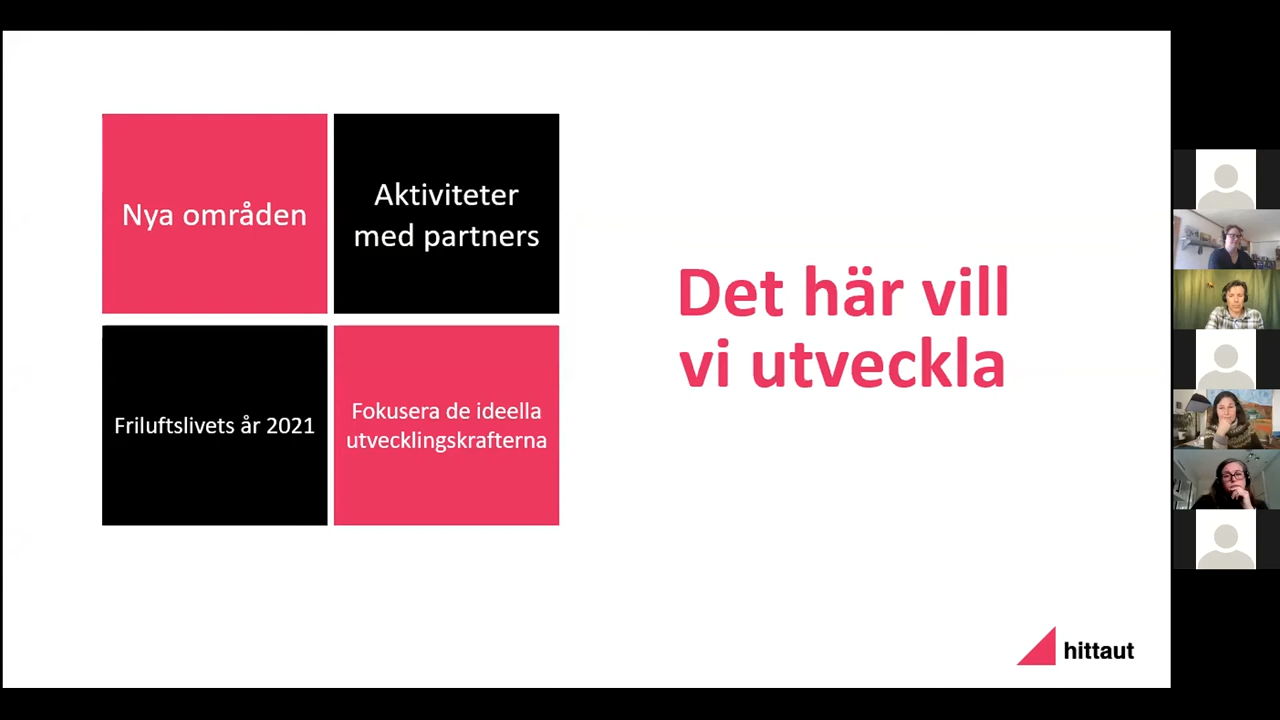 Nya områden
Aktiviteter
med partners
Friluftslivets år 2021
Fokusera de ideella
utvecklingskrafterna
Det här vill
vi utveckla
hittaut